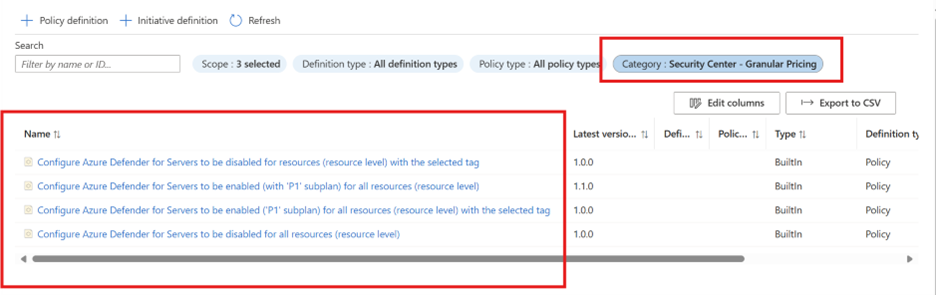 + Policy definition + Initiative definition Refresh
Search
Filter by name or ID...
Scope : 3 selected
Definition type : All definition types
Policy type : All policy types
Category : Security Center - Granular Pricing
Edit columns
Export to CSV
Name ↑↓ Latest versio... ↑↓ Defi... ↑↓ Polic... ↑↓ Type ↑↓ Definition ty
Configure Azure Defender for Servers to be disabled for resources (resource level) with the selected tag 1.0.0 BuiltIn Policy
Configure Azure Defender for Servers to be enabled (with 'P1' subplan) for all resources (resource level) 1.1.0 BuiltIn Policy
Configure Azure Defender for Servers to be enabled ('P1' subplan) for all resources (resource level) with the selected tag 1.0.0 BuiltIn Policy
Configure Azure Defender for Servers to be disabled for all resources (resource level) 1.0.0 BuiltIn Policy